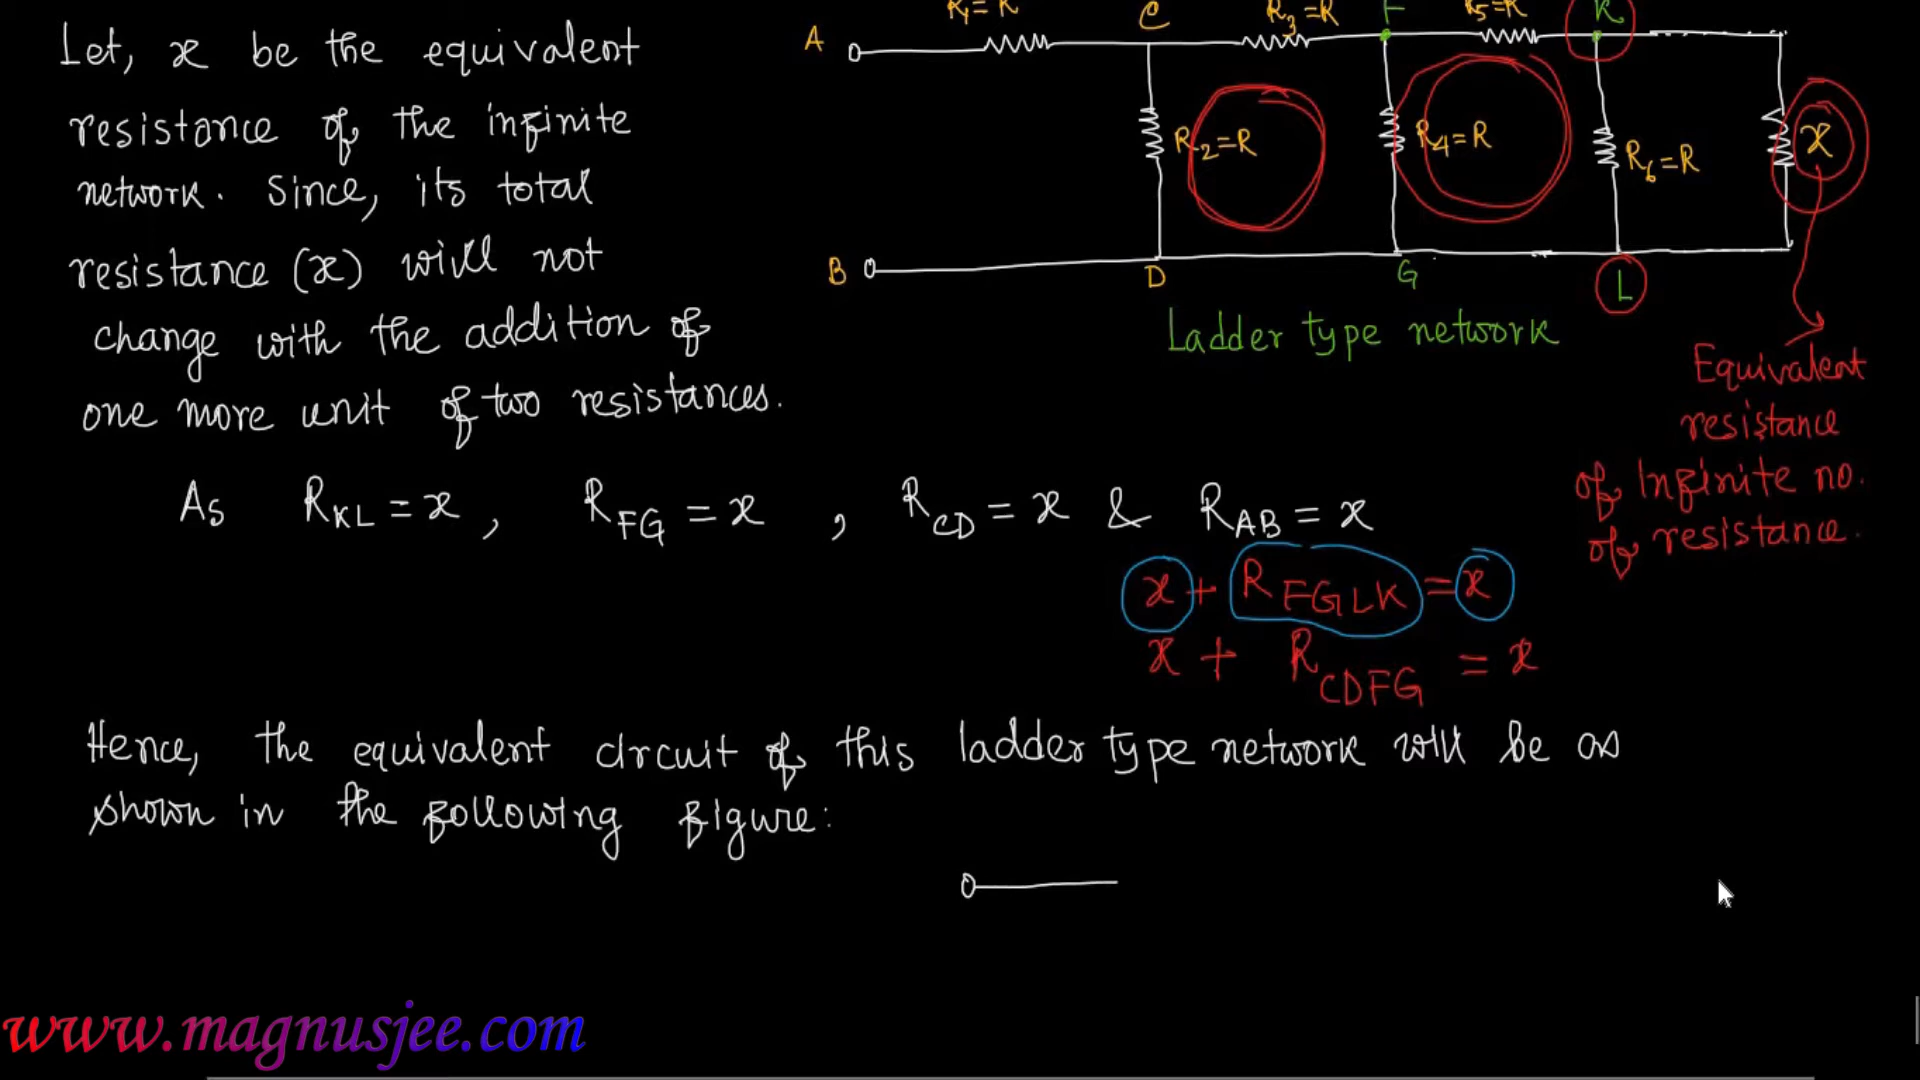 Let, x be the equivalent
resistance of the infinite
network. Since, its total
resistance (x) will not
change with the addition of
one more unit of two resistances.
A
R1=R
C
R3=R
F
R5=R
K
R2=R
R4=R
R6=R
x
B
D
G
L
Ladder type network
Equivalent
resistance
of Infinite no.
of resistance.
As RKL = x, RFG = x , RCD = x & RAB = x
x + RFGLK = x
x + RCDFG = x
Hence, the equivalent circuit of this ladder type network will be as
shown in the following figure:
www.magnusjee.com